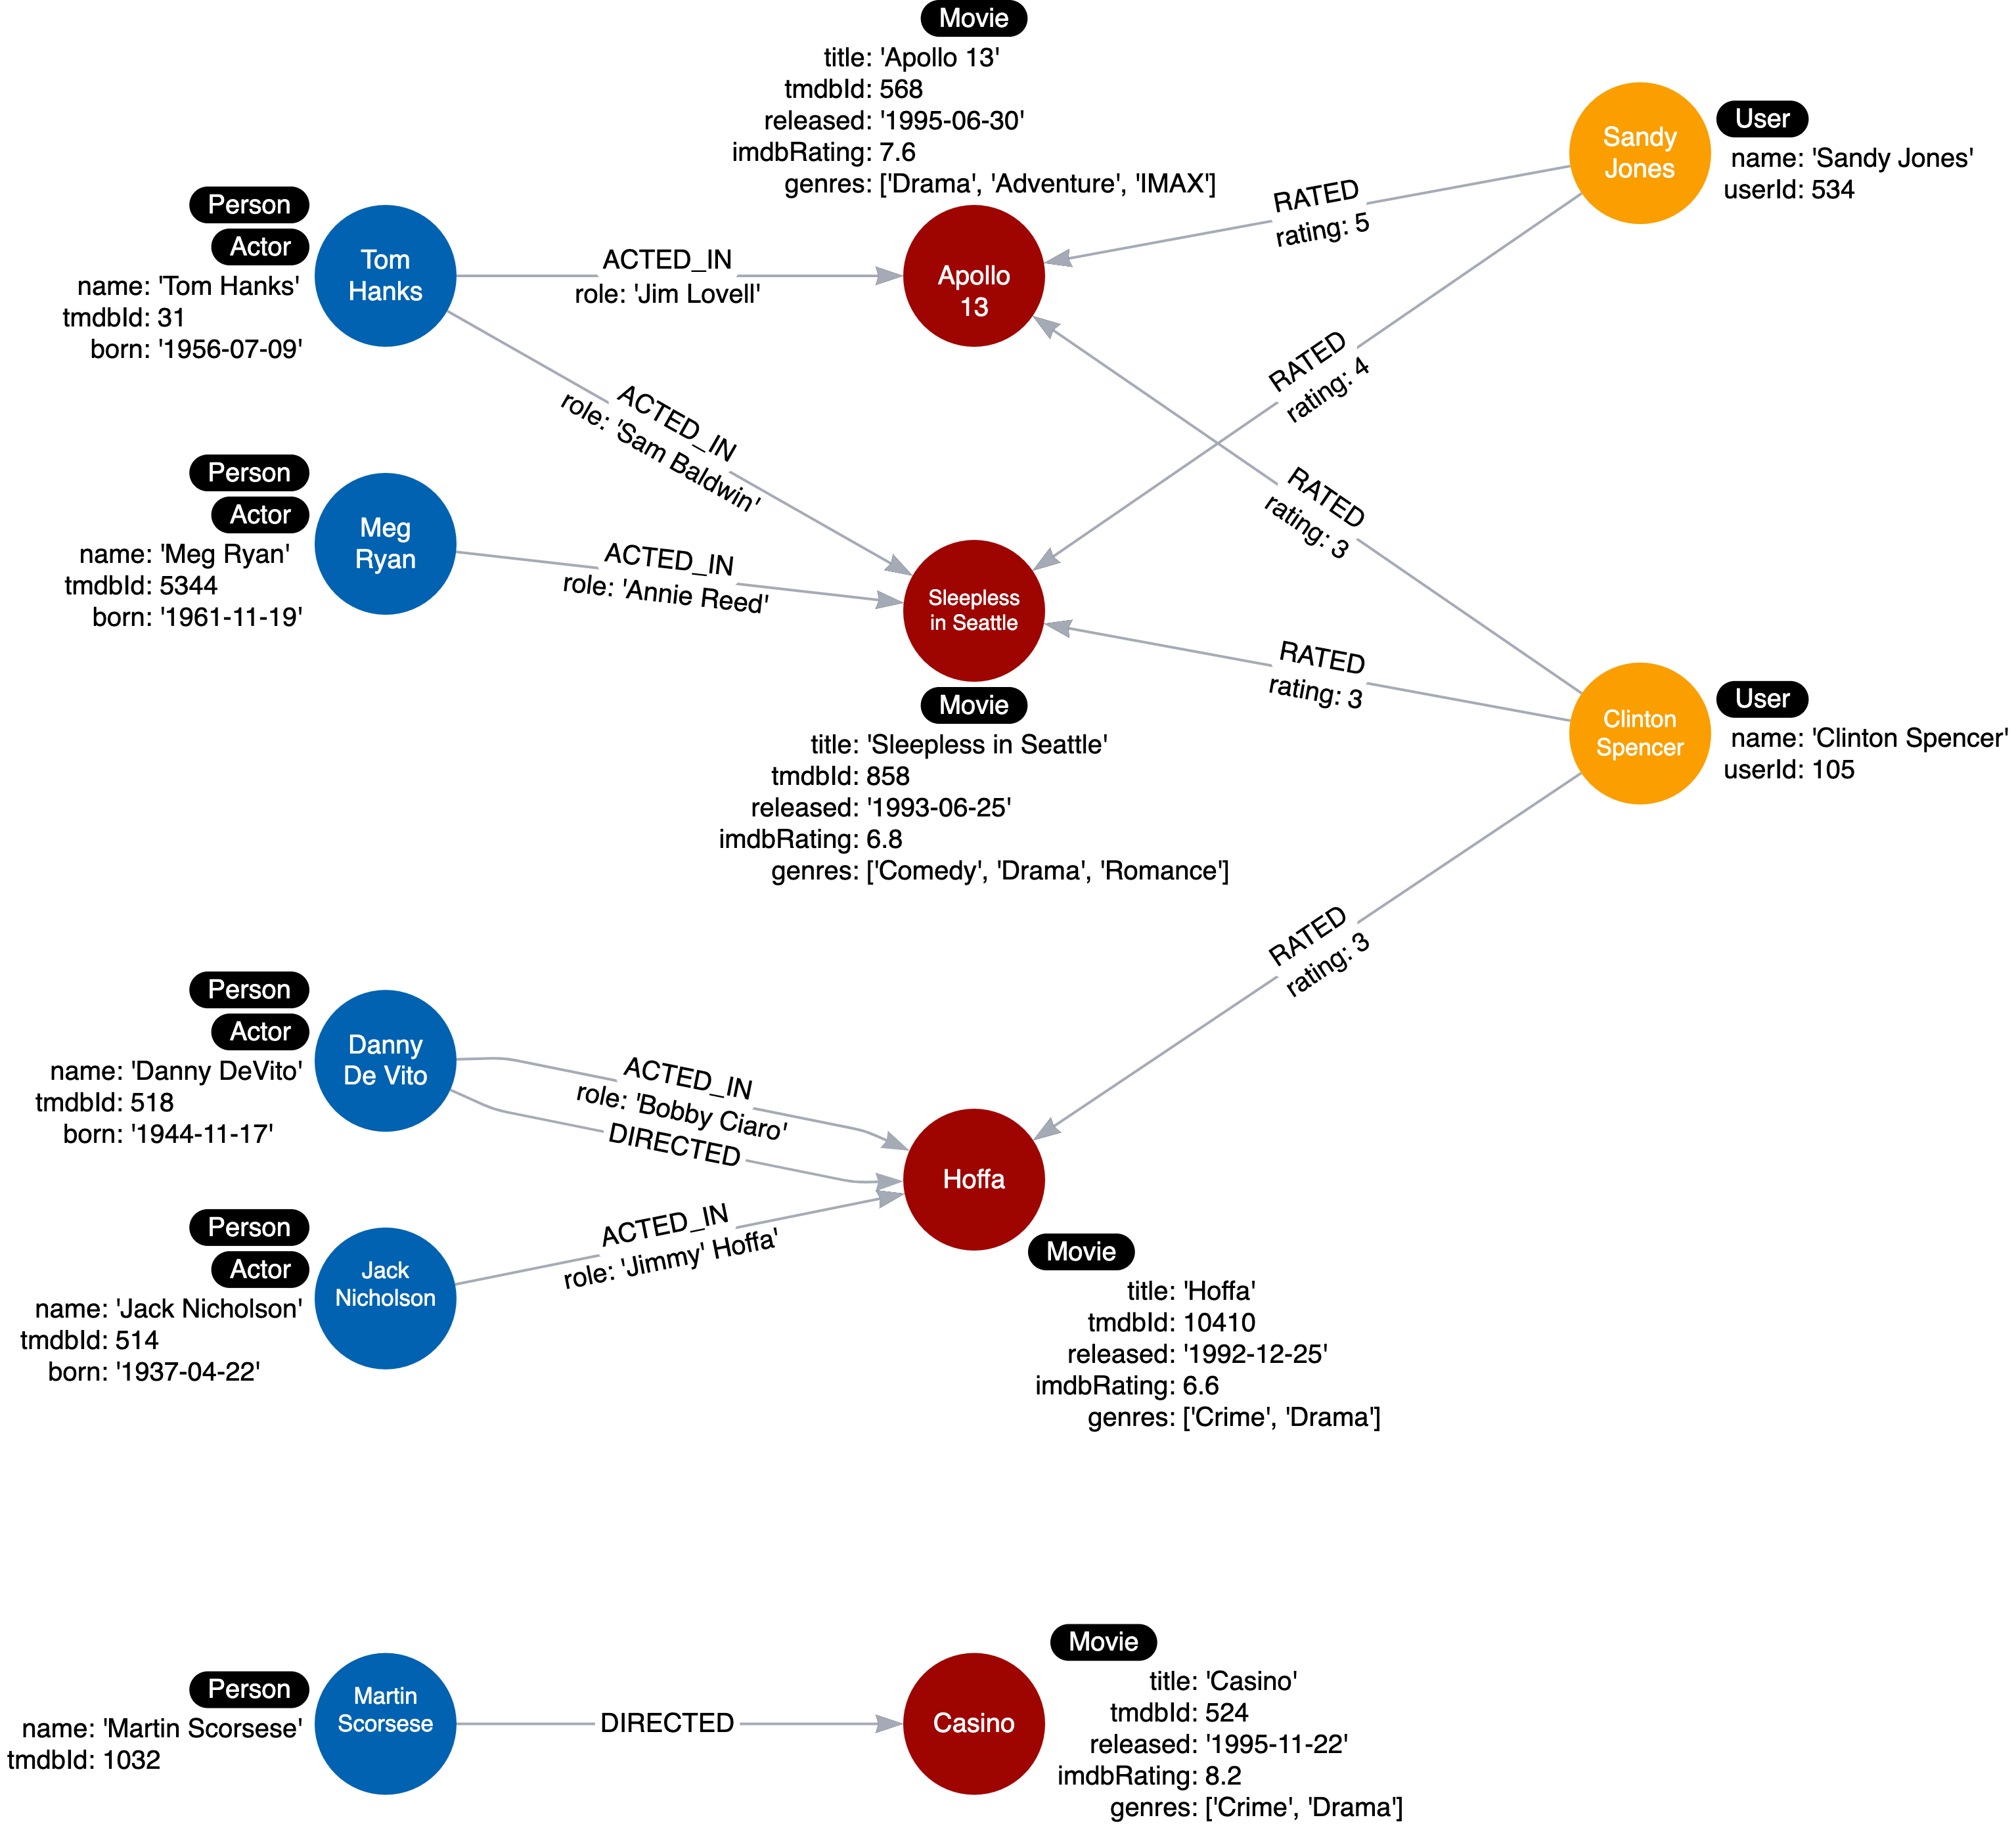 Movie
title: 'Apollo 13'
tmdbId: 568
released: '1995-06-30'
imdbRating: 7.6
genres: ['Drama', 'Adventure', 'IMAX']
Sandy
Jones
User
name: 'Sandy Jones'
userId: 534
Person
Actor
name: 'Tom Hanks'
tmdbId: 31
born: '1956-07-09'
Tom
Hanks
ACTED_IN
role: 'Jim Lovell'
Apollo
13
RATED
rating: 5
ACTED_IN
role: 'Sam Baldwin'
RATED
rating: 4
Person
Actor
name: 'Meg Ryan'
tmdbId: 5344
born: '1961-11-19'
Meg
Ryan
ACTED_IN
role: 'Annie Reed'
Sleepless
in Seattle
RATED
rating: 3
RATED
rating: 3
Movie
title: 'Sleepless in Seattle'
tmdbId: 858
released: '1993-06-25'
imdbRating: 6.8
genres: ['Comedy', 'Drama', 'Romance']
Clinton
Spencer
User
name: 'Clinton Spencer'
userId: 105
RATED
rating: 3
Person
Actor
name: 'Danny DeVito'
tmdbId: 518
born: '1944-11-17'
Danny
De Vito
ACTED_IN
role: 'Bobby Ciaro'
DIRECTED
Hoffa
Person
Actor
name: 'Jack Nicholson'
tmdbId: 514
born: '1937-04-22'
Jack
Nicholson
ACTED_IN
role: 'Jimmy' Hoffa'
Movie
title: 'Hoffa'
tmdbId: 10410
released: '1992-12-25'
imdbRating: 6.6
genres: ['Crime', 'Drama']
Person
name: 'Martin Scorsese'
tmdbId: 1032
Martin
Scorsese
DIRECTED
Casino
Movie
title: 'Casino'
tmdbId: 524
released: '1995-11-22'
imdbRating: 8.2
genres: ['Crime', 'Drama']